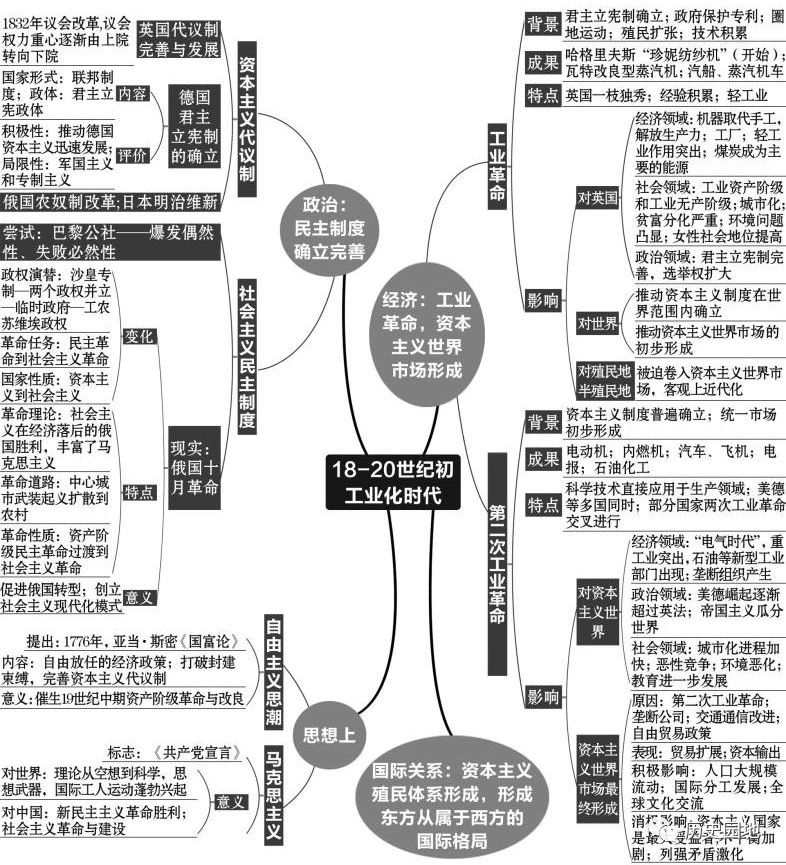 18-20世纪初
工业化时代
政治：
民主制度
确立完善
资本主义代议制
英国代议制
完善与发展
1832年议会改革,议会
权力重心逐渐由上院
转向下院
德国
君主
立宪制
的确立
内容
国家形式：联邦制
度；政体：君主立
宪政体
评价
积极性：推动德国
资本主义迅速发展；
局限性：军国主义
和专制主义
俄国农奴制改革;日本明治维新
社会主义民主制度
尝试：巴黎公社——爆发偶然
性、失败必然性
现实：
俄国十
月革命
变化
政权演替：沙皇专
制—两个政权并立
—临时政府—工农
苏维埃政权
革命任务：民主革
命到社会主义革命
国家性质：资本主
义到社会主义
特点
革命理论：社会主
义在经济落后的俄
国胜利，丰富了马
克思主义
革命道路：中心城
市武装起义扩散到
农村
革命性质：资产阶
级民主革命过渡到
社会主义革命
意义
促进俄国转型；创立
社会主义现代化模式
经济：工业
革命，资本
主义世界
市场形成
工业革命
背景
君主立宪制确立；政府保护专利；圈
地运动；殖民扩张；技术积累
成果
哈格里夫斯“珍妮纺纱机”（开始）；
瓦特改良型蒸汽机；汽船、蒸汽机车
特点
英国一枝独秀；经验积累；轻工业
影响
对英国
经济领域：机器取代手工，
解放生产力；工厂；轻工
业作用突出；煤炭成为主
要的能源
社会领域：工业资产阶级
和工业无产阶级；城市化；
贫富分化严重；环境问题
凸显；女性社会地位提高
政治领域：君主立宪制完
善，选举权扩大
对世界
推动资本主义制度在世
界范围内确立
推动资本主义世界市场的
初步形成
对殖民地
半殖民地
被迫卷入资本主义世界市
场，客观上近代化
第二次工业革命
背景
资本主义制度普遍确立；统一市场
初步形成
成果
电动机；内燃机；汽车、飞机；电
报；石油化工
特点
科学技术直接应用于生产领域；美德
等多国同时；部分国家两次工业革命
交叉进行
影响
对资本
主义世
界
经济领域：“电气时代”，重
工业突出，石油等新型工业
部门出现；垄断组织产生
政治领域：美德崛起逐渐
超过英法；帝国主义瓜分
世界
社会领域：城市化进程
加快；恶性竞争；环境恶化；
教育进一步发展
资本主
义世界
市场最
终形成
原因：第二次工业革命；
垄断公司；交通通信改进；
自由贸易政策
表现：贸易扩展；资本输出
积极影响：人口大规模
流动；国际分工发展；全
球文化交流
消极影响：资本主义国家
是最大受益者；不平衡加
剧；列强矛盾激化
思想上
自由主义思潮
提出：1776年，亚当·斯密《国富论》
内容：自由放任的经济政策；打破封建
束缚，完善资本主义代议制
意义：催生19世纪中期资产阶级革命与改良
马克思主义
标志：《共产党宣言》
意义
对世界：理论从空想到科学，思
想武器，国际工人运动蓬勃兴起
对中国：新民主主义革命胜利；
社会主义革命与建设
国际关系：资本主义
殖民体系形成，形成
东方从属于西方的
国际格局
历史园地